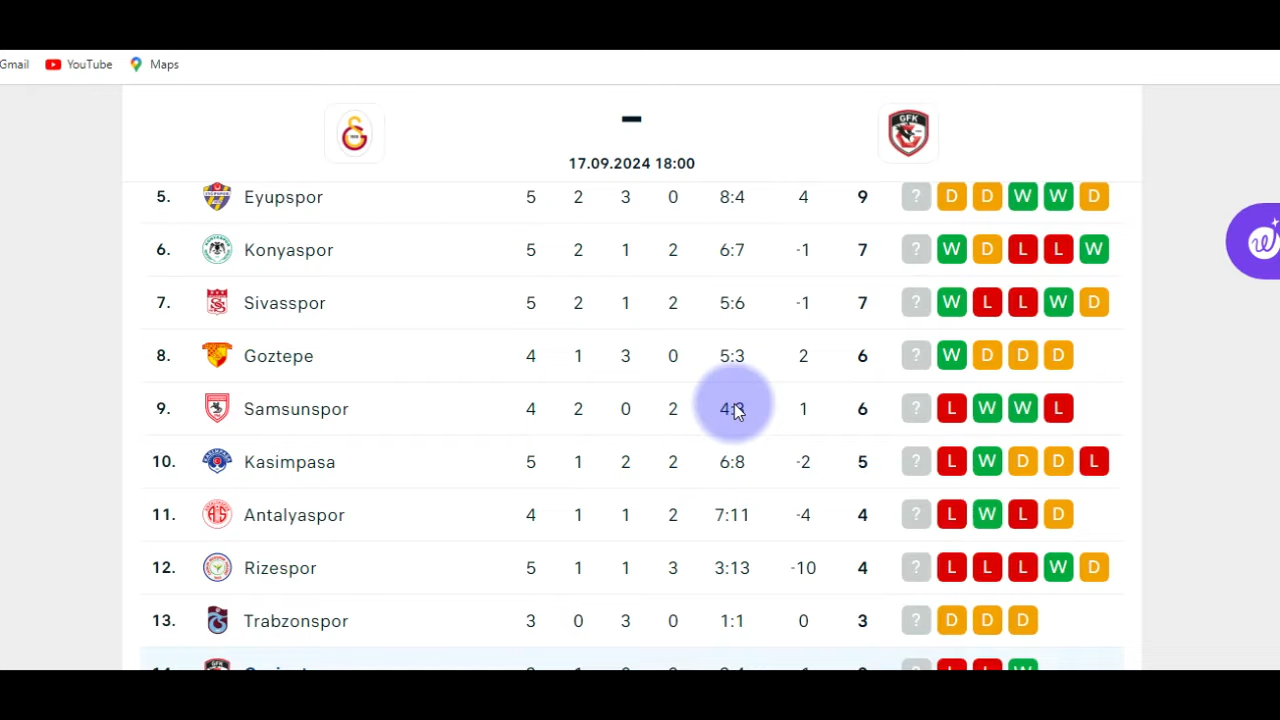 Gmail YouTube Maps
GFK
17.09.2024 18:00
5. Eyupspor 5 2 3 0 8:4 4 9 ? D D W W D
6. Konyaspor 5 2 1 2 6:7 -1 7 ? W D L L W
7. Sivasspor 5 2 1 2 5:6 -1 7 ? W L L W D
8. Goztepe 4 1 3 0 5:3 2 6 ? W D D D
9. Samsunspor 4 2 0 2 1 6 ? L W W L
10. Kasimpasa 5 1 2 2 6:8 -2 5 ? L W D D L
11. Antalyaspor 4 1 1 2 7:11 -4 4 ? L W L D
12. Rizespor 5 1 1 3 3:13 -10 4 ? L L L W D
13. Trabzonspor 3 0 3 0 1:1 0 3 ? D D D